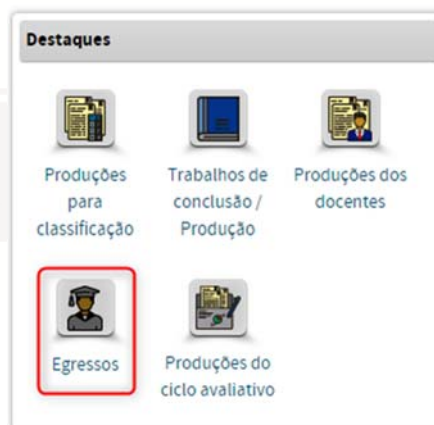 Destaques
Produções
para
classificação
Trabalhos de
conclusão /
Produção
Produções dos
docentes
Egressos
Produções do
ciclo avaliativo